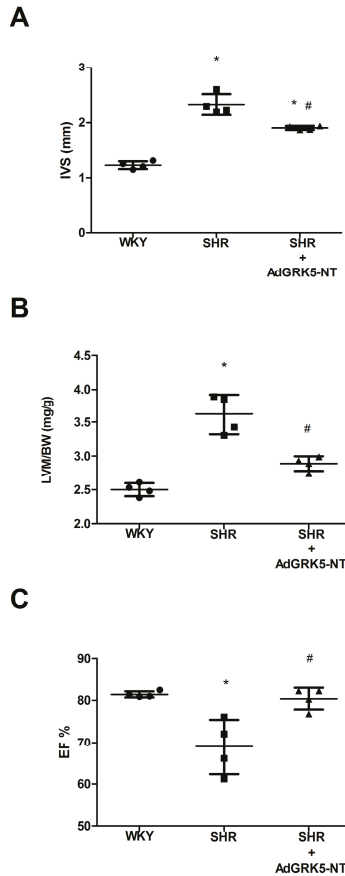 A
IVS (mm)
3
2
1
0
*
* #
WKY
SHR
SHR
+
AdGRK5-NT
B
LVM/BW (mg/g)
4.5
4.0
3.5
3.0
2.5
2.0
*
#
WKY
SHR
SHR
+
AdGRK5-NT
C
EF %
90
80
70
60
50
*
#
WKY
SHR
SHR
+
AdGRK5-NT